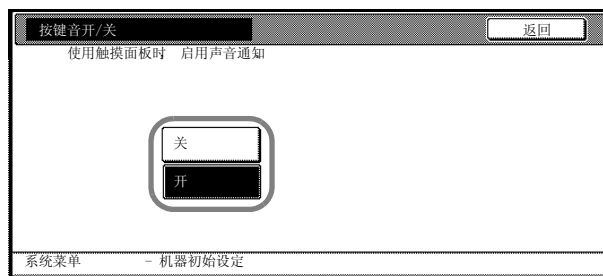 按键音开/关 返回
使用触摸面板时 启用声音通知
关
开
系统菜单 - 机器初始设定